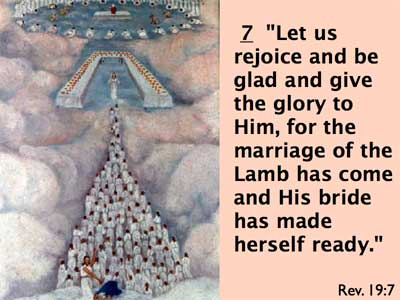 7 "Let us
rejoice and be
glad and give
the glory to
Him, for the
marriage of the
Lamb has come
and His bride
has made
herself ready."
Rev. 19:7